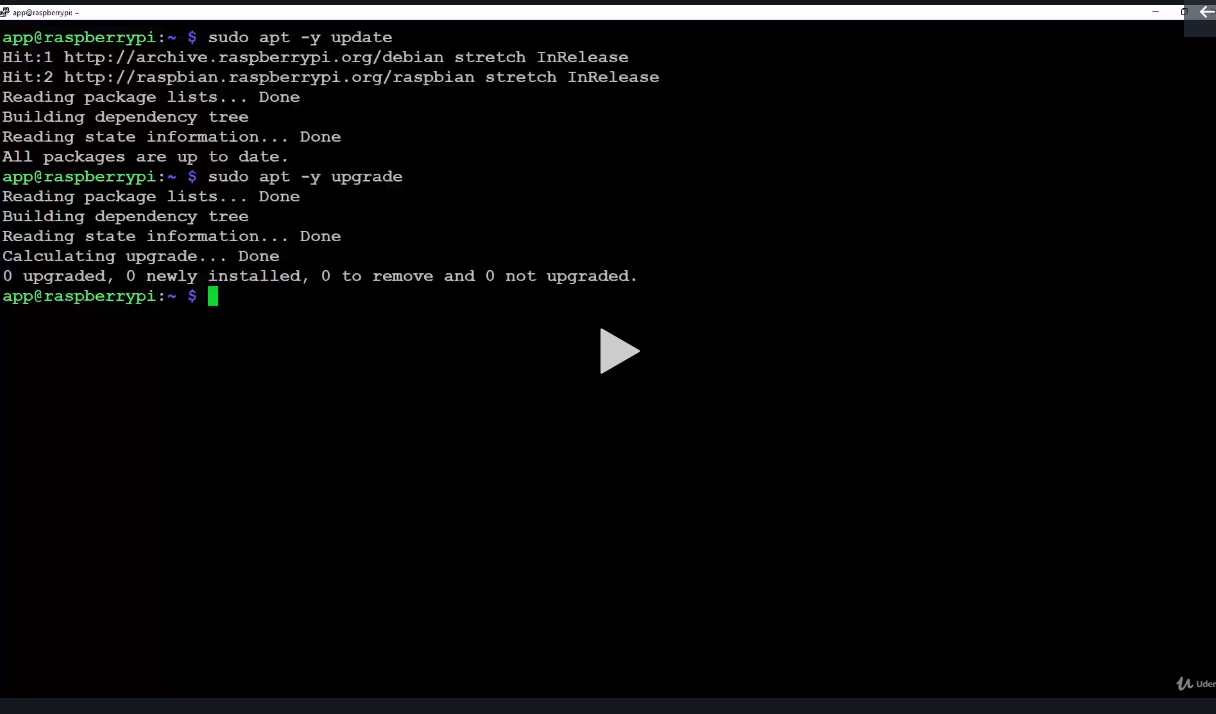 app@raspberrypi: ~
app@raspberrypi:~ $ sudo apt -y update
Hit:1 http://archive.raspberrypi.org/debian stretch InRelease
Hit:2 http://raspbian.raspberrypi.org/raspbian stretch InRelease
Reading package lists... Done
Building dependency tree
Reading state information... Done
All packages are up to date.
app@raspberrypi:~ $ sudo apt -y upgrade
Reading package lists... Done
Building dependency tree
Reading state information... Done
Calculating upgrade... Done
0 upgraded, 0 newly installed, 0 to remove and 0 not upgraded.
app@raspberrypi:~ $
Uder